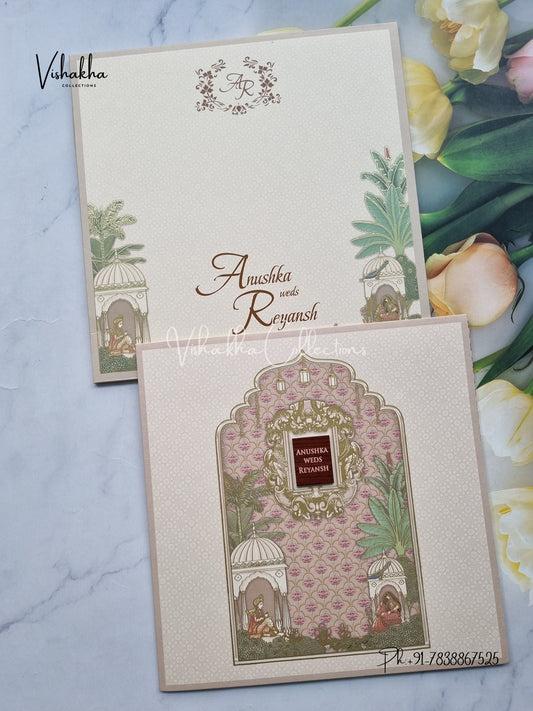 Vishakha
COLLECTIONS
AR
Anushka
weds
Reyansh
Vishakha Collections
ANUSHKA
WEDS
REYANSH
Ph:+91-7838867525